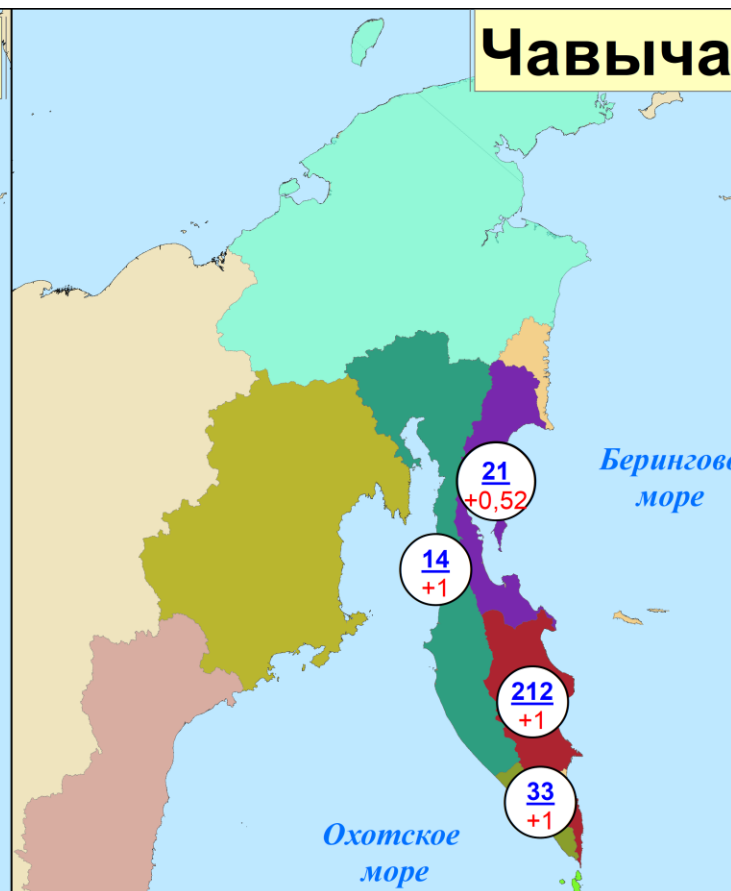 Чавыча
Берингово
море
21
+0,52
14
+1
212
+1
33
+1
Охотское
море